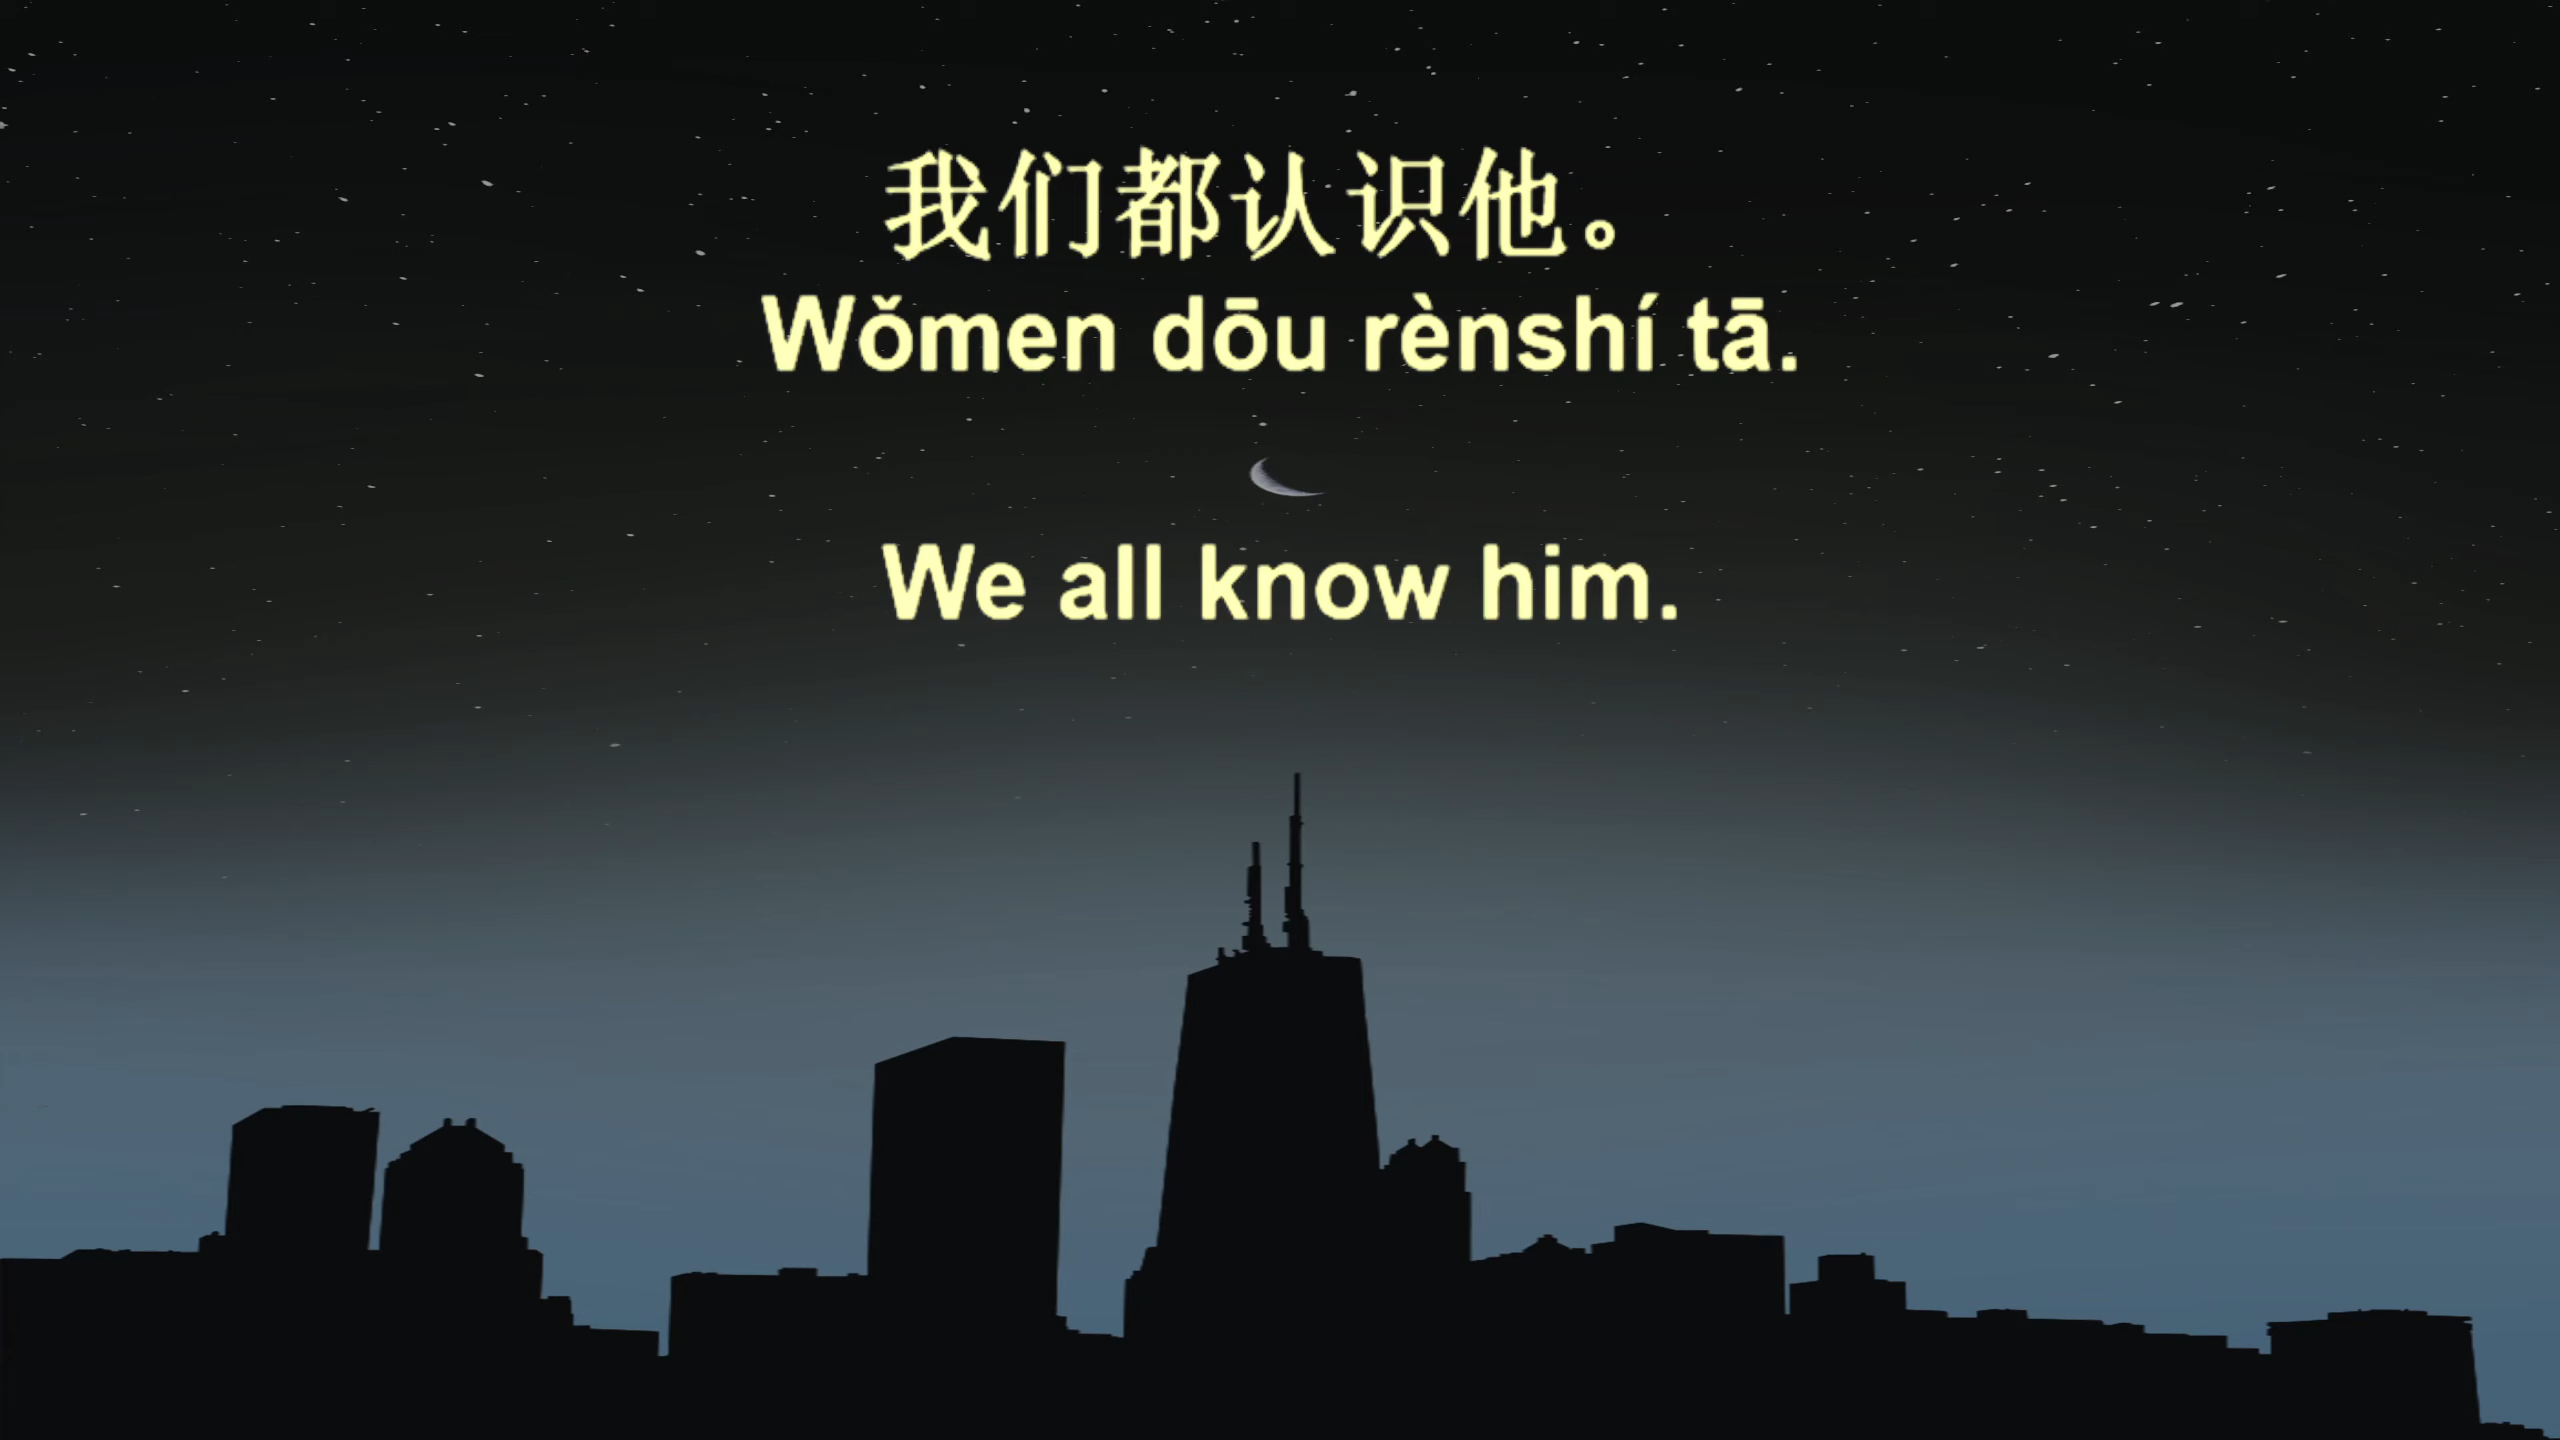 我们都认识他。
Wǒmen dōu rènshí tā.
We all know him.